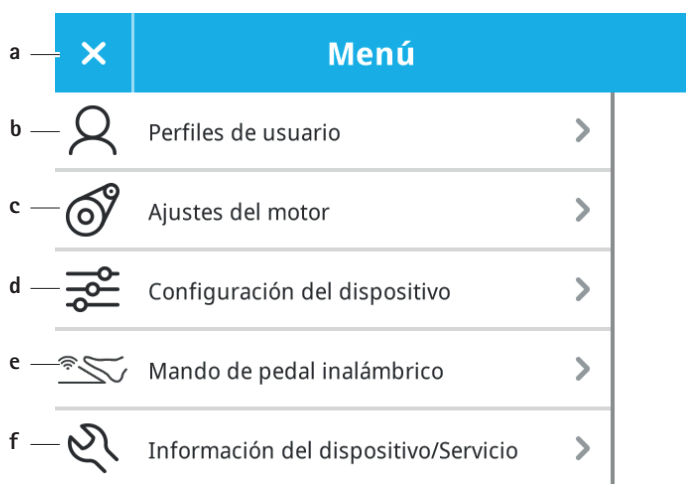 a Menú
b Perfiles de usuario
c Ajustes del motor
d Configuración del dispositivo
e Mando de pedal inalámbrico
f Información del dispositivo/Servicio